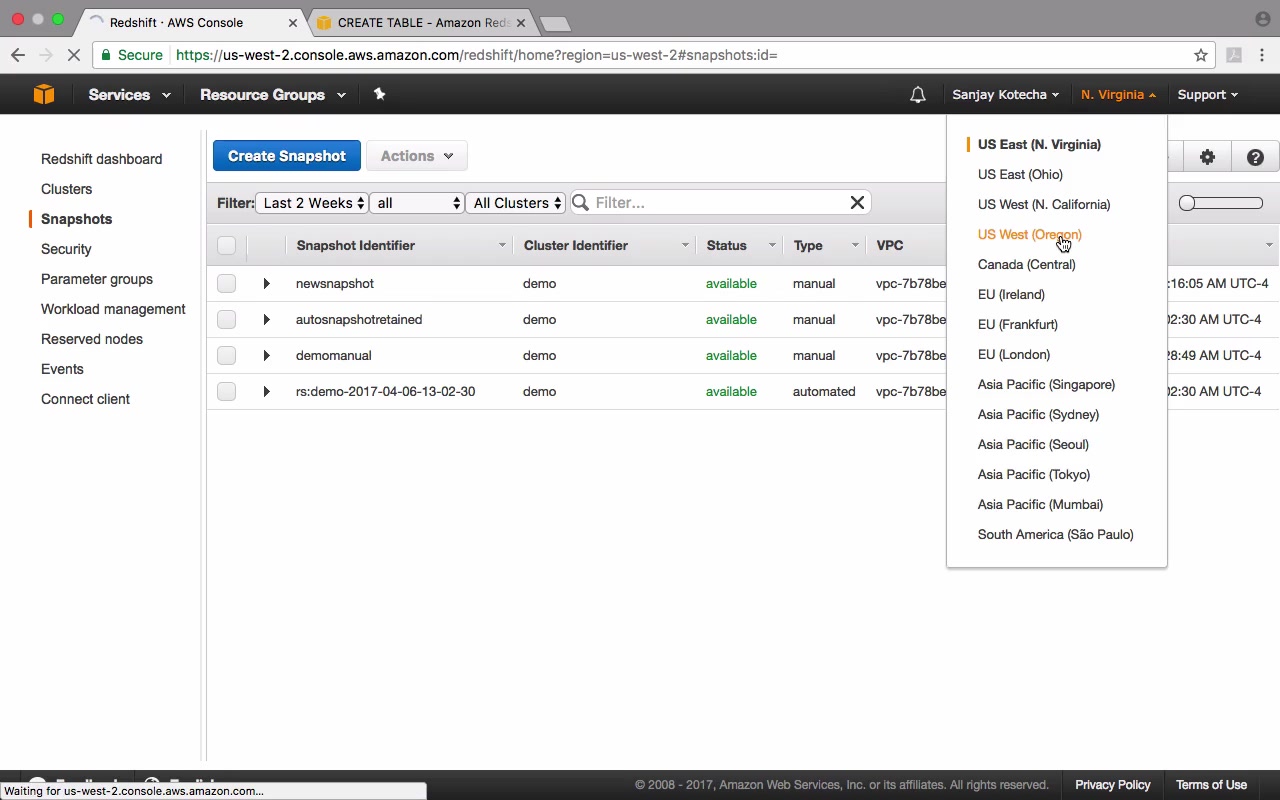 Redshift · AWS Console
CREATE TABLE - Amazon Reds
Secure https://us-west-2.console.aws.amazon.com/redshift/home?region=us-west-2#snapshots:id=
Services Resource Groups Sanjay Kotecha N. Virginia Support
Redshift dashboard
Clusters
Snapshots
Security
Parameter groups
Workload management
Reserved nodes
Events
Connect client
Create Snapshot Actions
Filter: Last 2 Weeks all All Clusters Filter...
Snapshot Identifier Cluster Identifier Status Type VPC
newsnapshot demo available manual vpc-7b78be :16:05 AM UTC-4
autosnapshotretained demo available manual vpc-7b78be 02:30 AM UTC-4
demomanual demo available manual vpc-7b78be 28:49 AM UTC-4
rs:demo-2017-04-06-13-02-30 demo available automated vpc-7b78be 02:30 AM UTC-4
US East (N. Virginia)
US East (Ohio)
US West (N. California)
US West (Oregon)
Canada (Central)
EU (Ireland)
EU (Frankfurt)
EU (London)
Asia Pacific (Singapore)
Asia Pacific (Sydney)
Asia Pacific (Seoul)
Asia Pacific (Tokyo)
Asia Pacific (Mumbai)
South America (São Paulo)
Waiting for us-west-2.console.aws.amazon.com...
© 2008 - 2017, Amazon Web Services, Inc. or its affiliates. All rights reserved. Privacy Policy Terms of Use